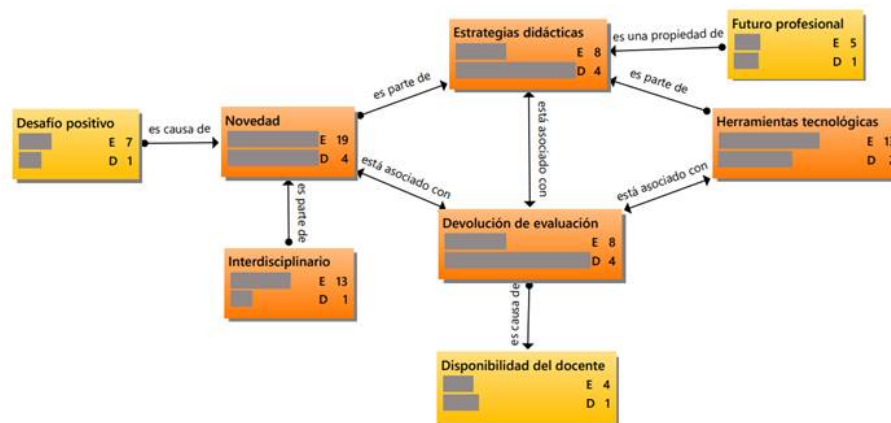 Estrategias didácticas
E 8
D 4
es una propiedad de
Futuro profesional
E 5
D 1
es parte de
es parte de
Desafío positivo
E 7
D 1
es causa de
Novedad
E 19
D 4
está asociado con
Herramientas tecnológicas
E 13
D 2
es parte de
está asociado con
está asociado con
Devolución de evaluación
E 8
D 4
Interdisciplinario
E 13
D 1
es causa de
Disponibilidad del docente
E 4
D 1